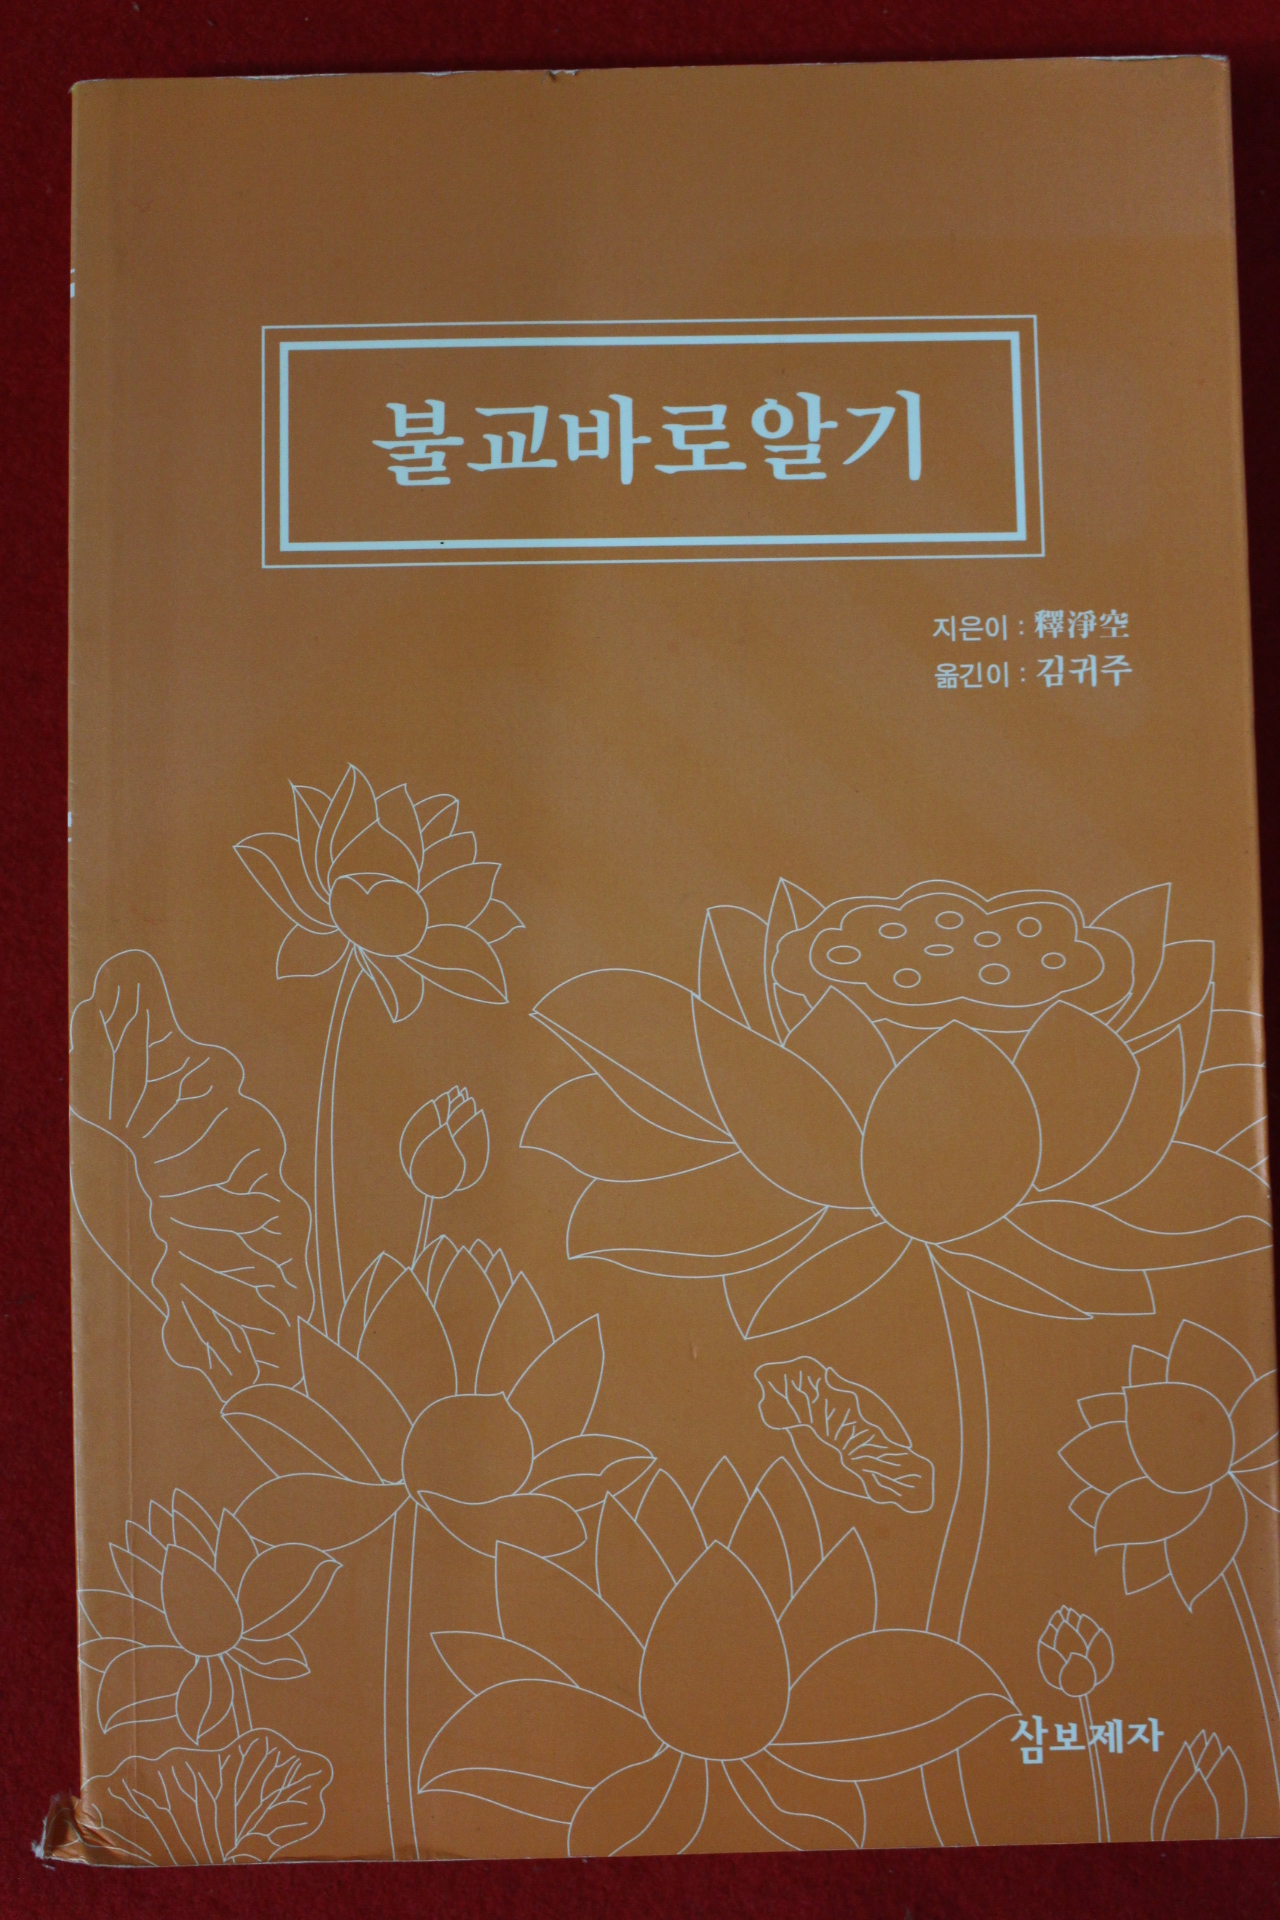 불교바로알기
지은이 : 釋淨空
옮긴이 : 김귀주
삼보제자